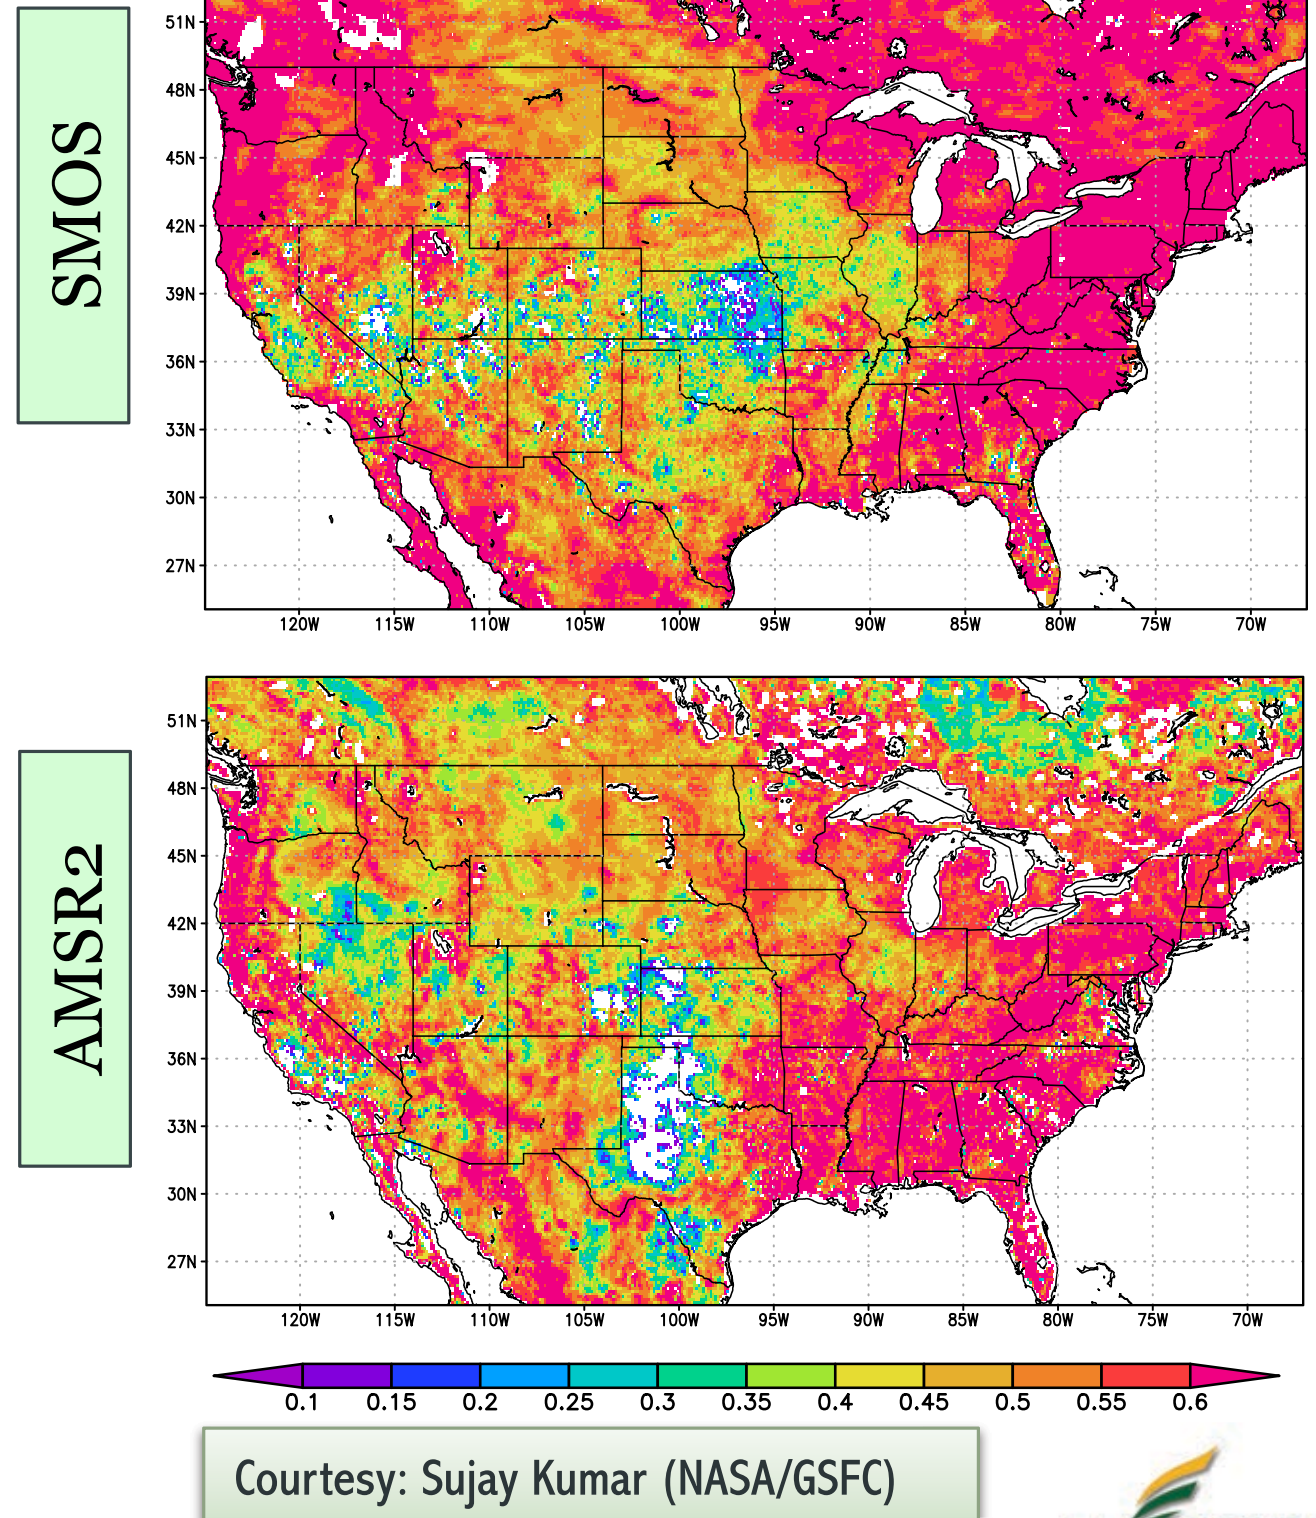 SMOS
51N
48N
45N
42N
39N
36N
33N
30N
27N
120W 115W 110W 105W 100W 95W 90W 85W 80W 75W 70W
AMSR2
51N
48N
45N
42N
39N
36N
33N
30N
27N
120W 115W 110W 105W 100W 95W 90W 85W 80W 75W 70W
0.1 0.15 0.2 0.25 0.3 0.35 0.4 0.45 0.5 0.55 0.6
Courtesy: Sujay Kumar (NASA/GSFC)